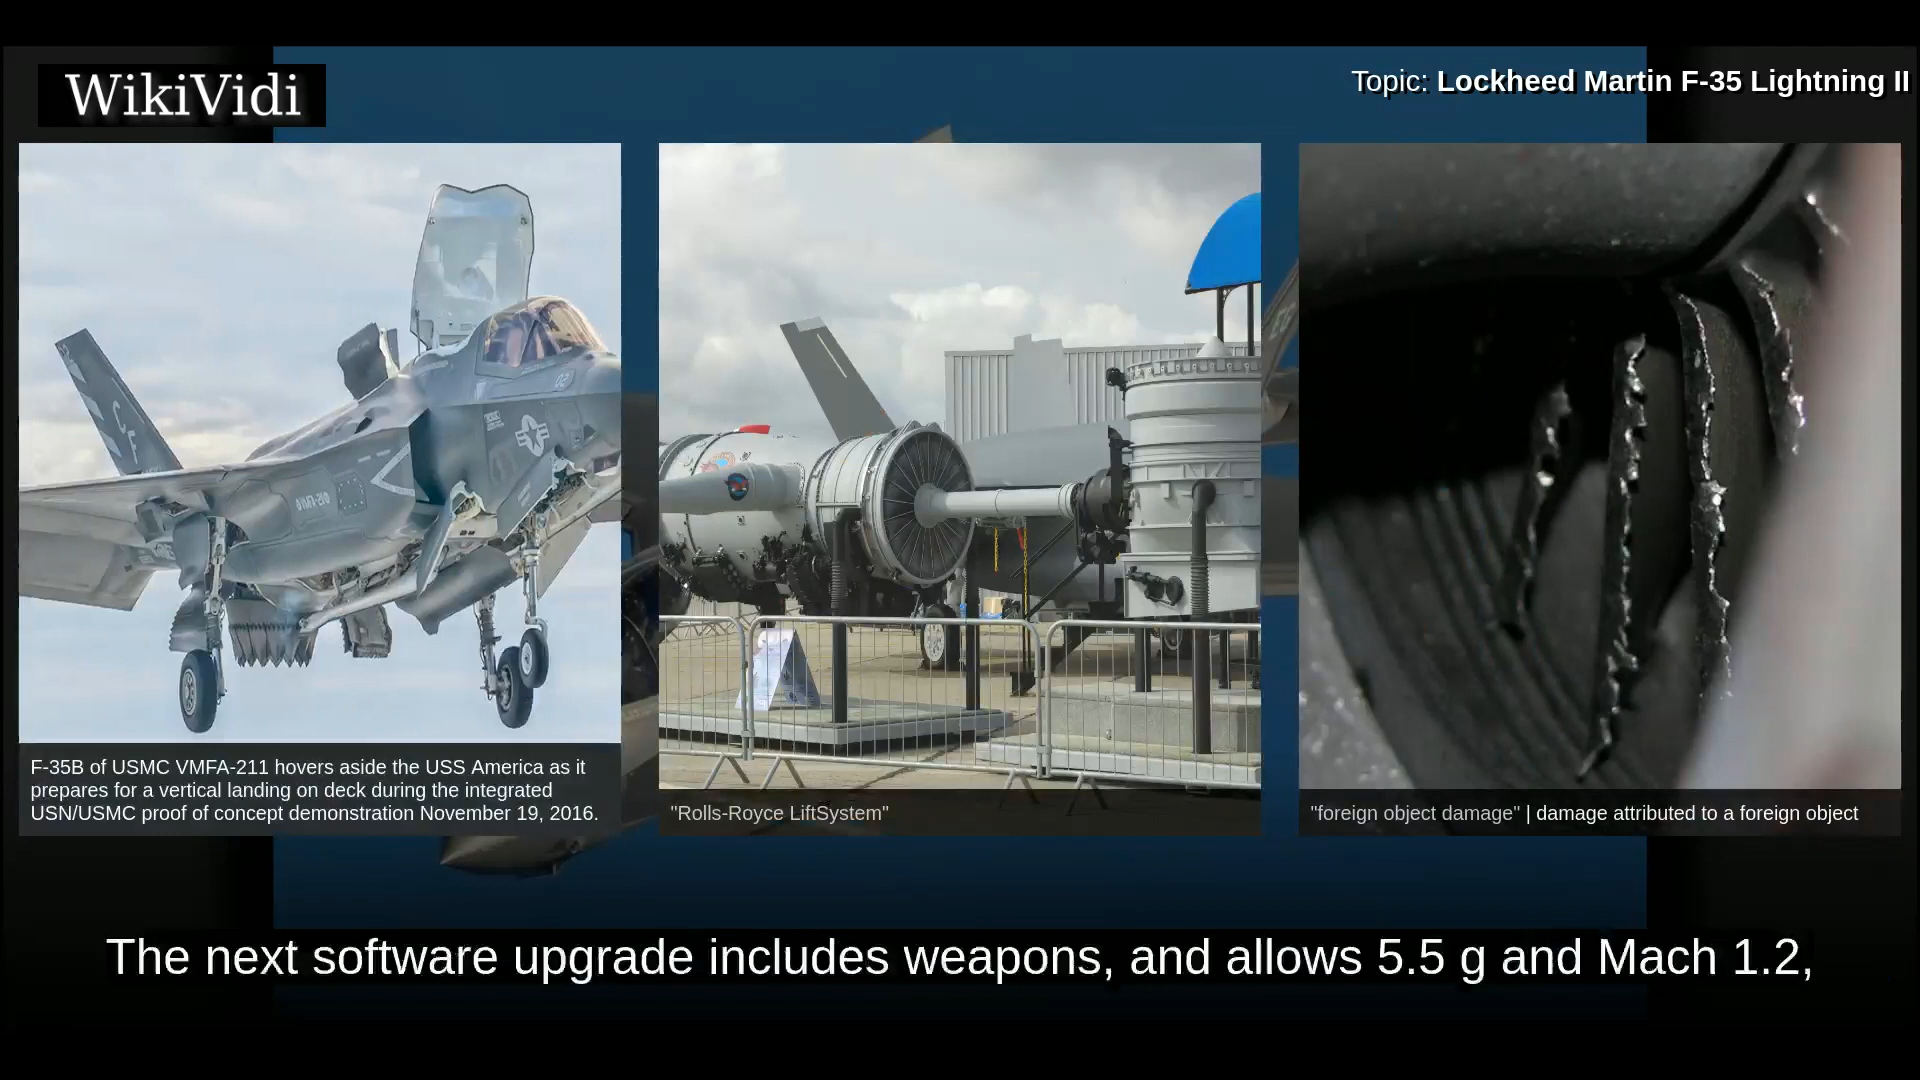 WikiVidi
Topic: Lockheed Martin F-35 Lightning II
F-35B of USMC VMFA-211 hovers aside the USS America as it
prepares for a vertical landing on deck during the integrated
USN/USMC proof of concept demonstration November 19, 2016.
"Rolls-Royce LiftSystem"
"foreign object damage" | damage attributed to a foreign object
The next software upgrade includes weapons, and allows 5.5 g and Mach 1.2,